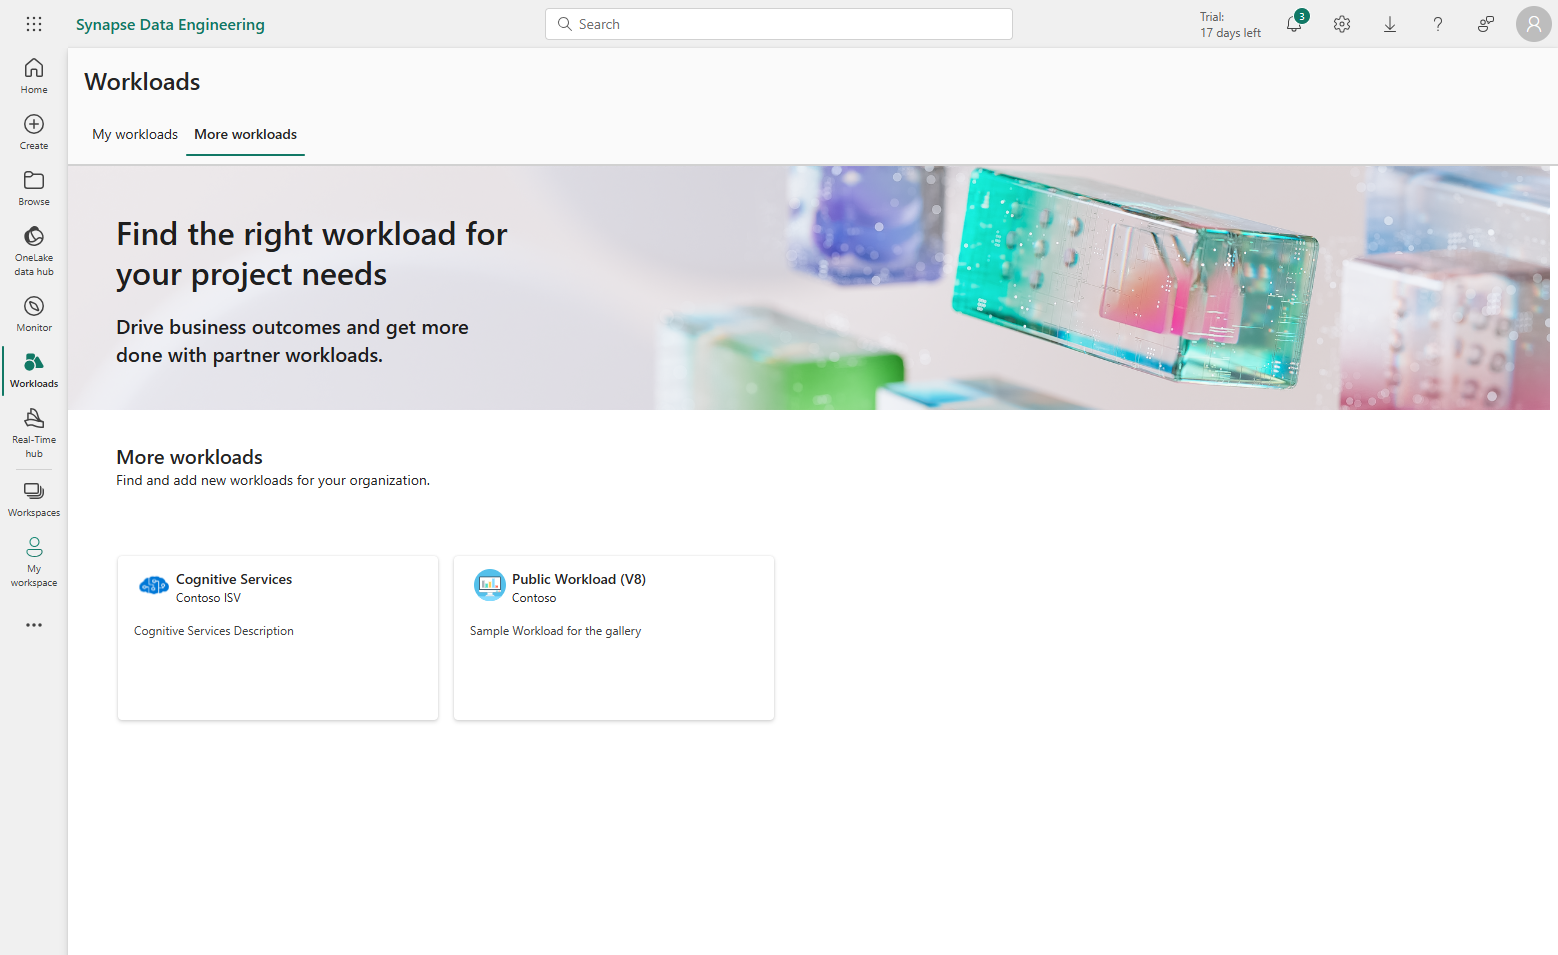 Synapse Data Engineering
Search
Trial:
17 days left
3
Home
Create
Browse
OneLake
data hub
Monitor
Workloads
Real-Time
hub
Workspaces
My
workspace
Workloads
My workloads
More workloads
Find the right workload for
your project needs
Drive business outcomes and get more
done with partner workloads.
More workloads
Find and add new workloads for your organization.
Cognitive Services
Contoso ISV
Cognitive Services Description
Public Workload (V8)
Contoso
Sample Workload for the gallery